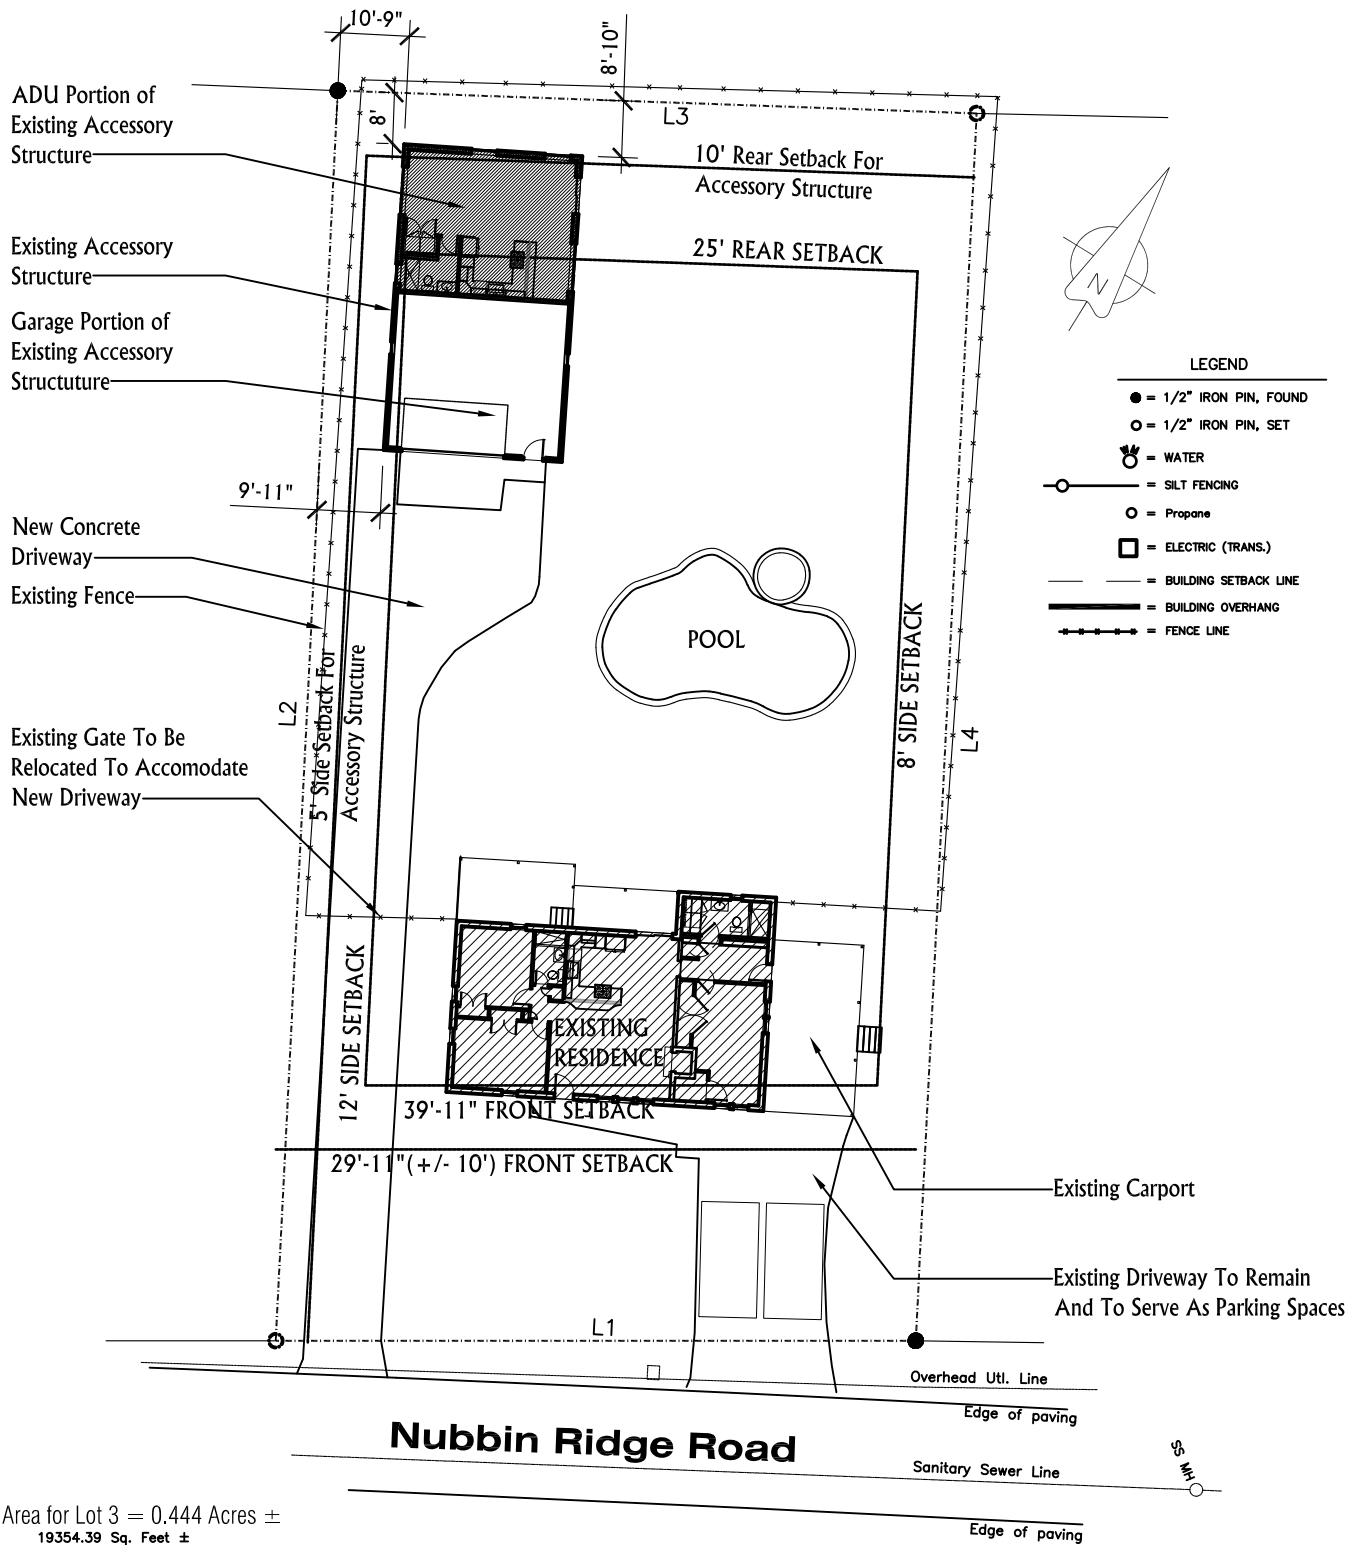 10'-9"
8'-10"
ADU Portion of
Existing Accessory
Structure
8'
L3
10' Rear Setback For
Accessory Structure
Existing Accessory
Structure
25' REAR SETBACK
N
Garage Portion of
Existing Accessory
Structuture
LEGEND
= 1/2" IRON PIN, FOUND
= 1/2" IRON PIN, SET
= WATER
= SILT FENCING
= Propane
= ELECTRIC (TRANS.)
= BUILDING SETBACK LINE
= BUILDING OVERHANG
= FENCE LINE
9'-11"
New Concrete
Driveway
Existing Fence
POOL
5' Side Setback For
Accessory Structure
8' SIDE SETBACK
L2
L4
Existing Gate To Be
Relocated To Accomodate
New Driveway
12' SIDE SETBACK
EXISTING
RESIDENCE
39'-11" FRONT SETBACK
29'-11"(+/- 10') FRONT SETBACK
Existing Carport
Existing Driveway To Remain
And To Serve As Parking Spaces
L1
Overhead Utl. Line
Edge of paving
Nubbin Ridge Road
Sanitary Sewer Line
SS MH
Edge of paving
Area for Lot 3 = 0.444 Acres ±
19354.39 Sq. Feet ±